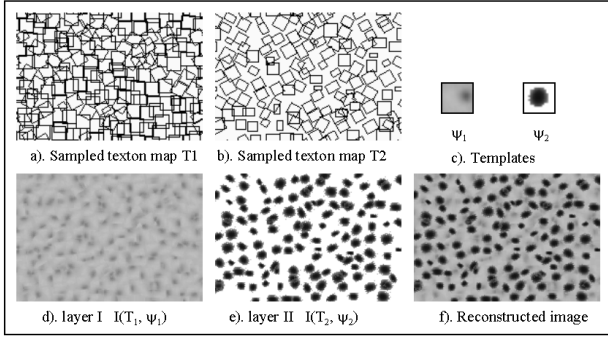 Ψ1 Ψ2
a). Sampled texton map T1 b). Sampled texton map T2 c). Templates
d). layer I I(T1, ψ1) e). layer II I(T2, ψ2) f). Reconstructed image